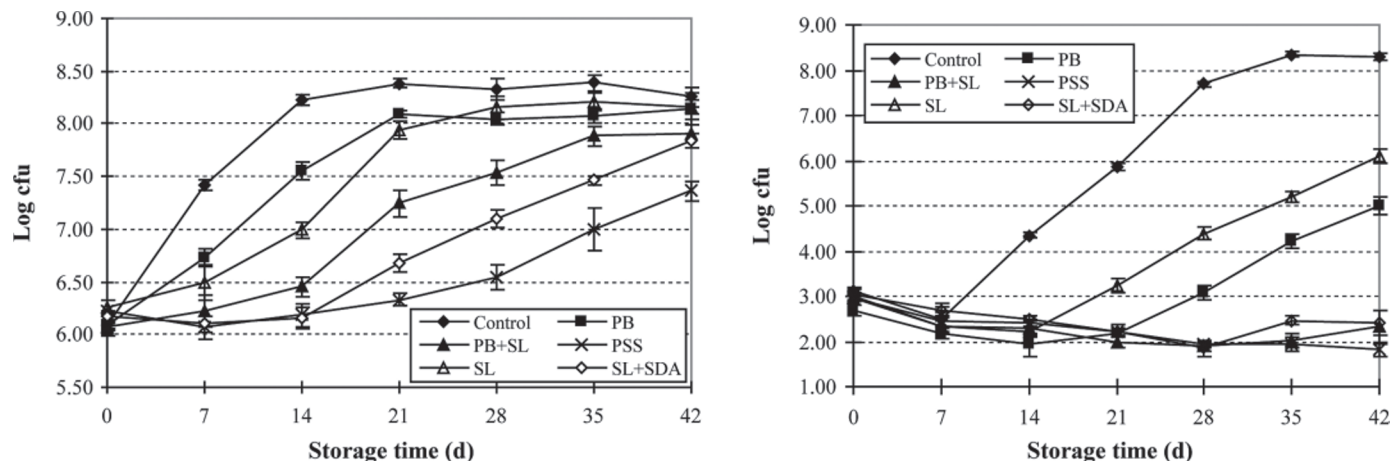 9.00
8.50
8.00
7.50
7.00
6.50
6.00
5.50
Log cfu
0 7 14 21 28 35 42
Storage time (d)
Control PB
PB+SL PSS
SL SL+SDA
9.00
8.00
7.00
6.00
5.00
4.00
3.00
2.00
1.00
Log cfu
0 7 14 21 28 35 42
Storage time (d)
Control PB
PB+SL PSS
SL SL+SDA